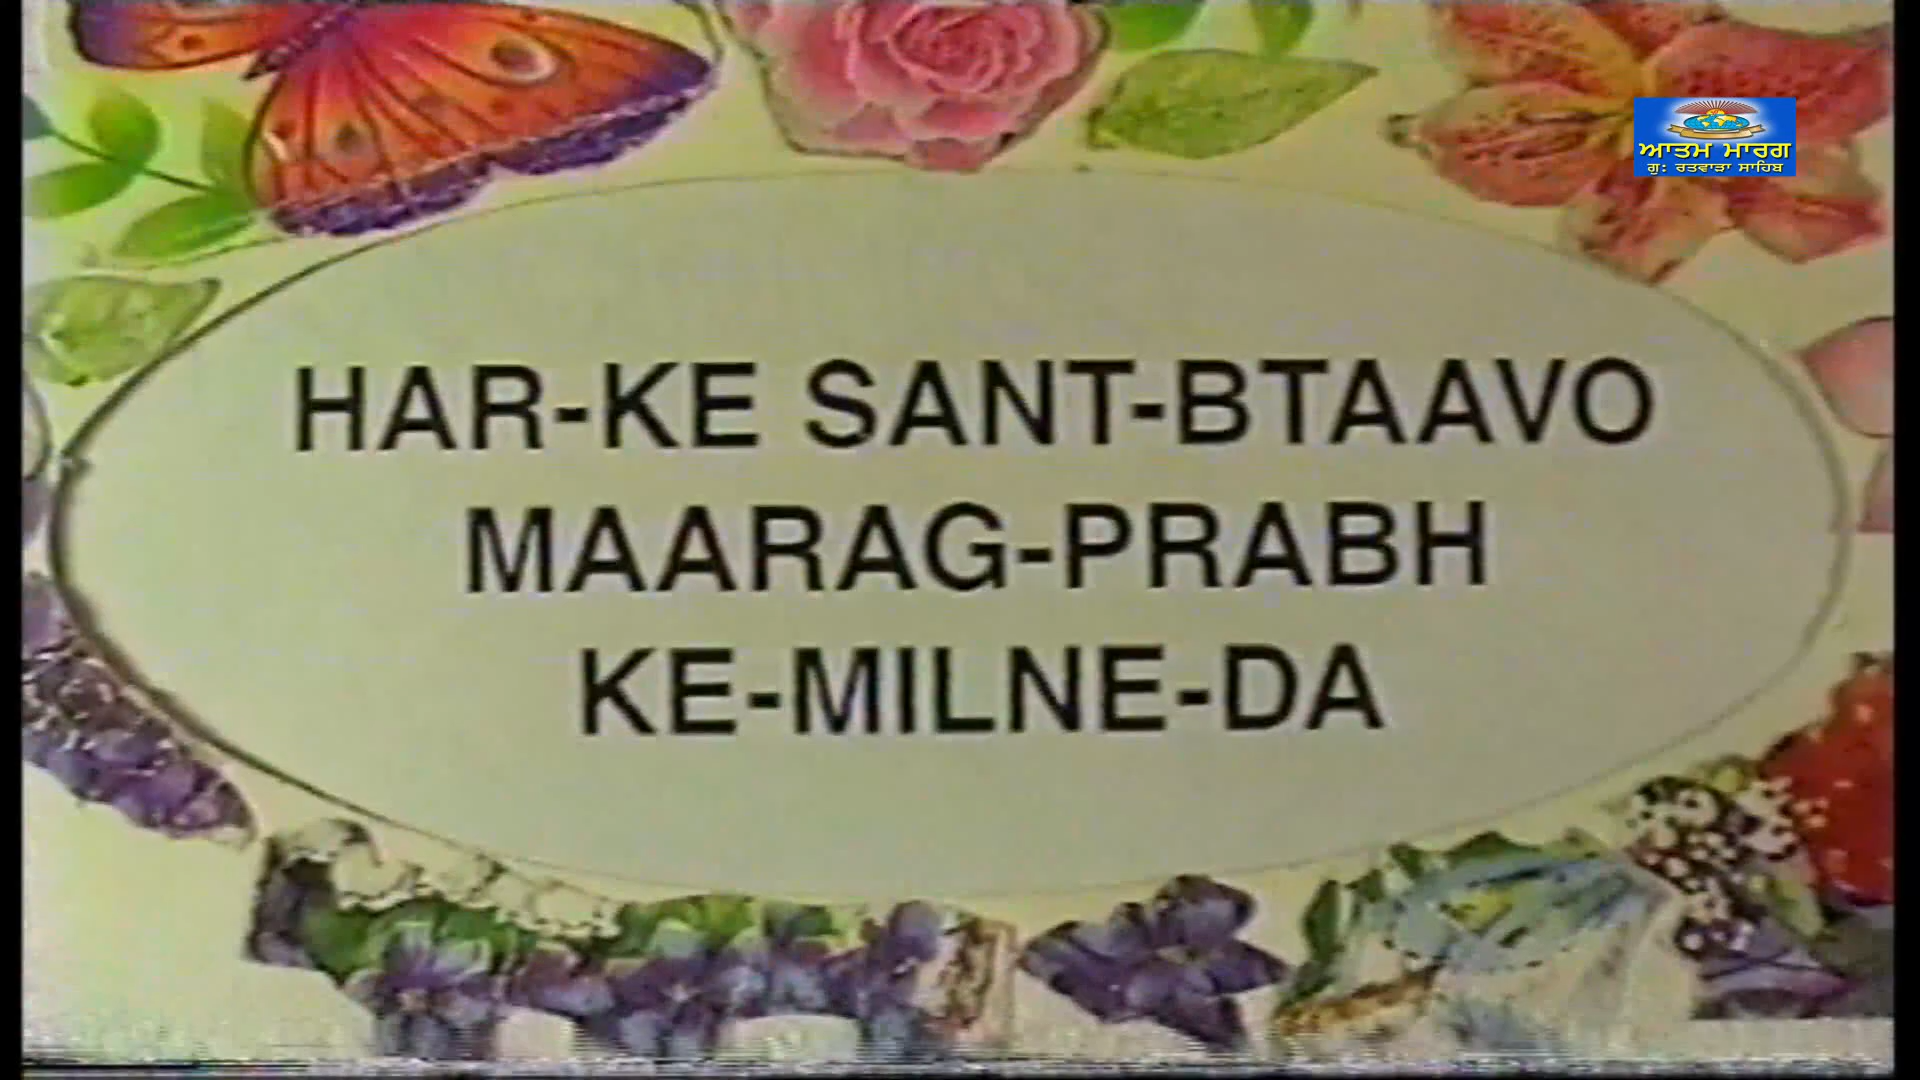 ਆਤਮ ਮਾਰਗ
ਗੁ: ਰਤਵਾੜਾ ਸਾਹਿਬ
HAR-KE SANT-BTAAVO
MAARAG-PRABH
KE-MILNE-DA